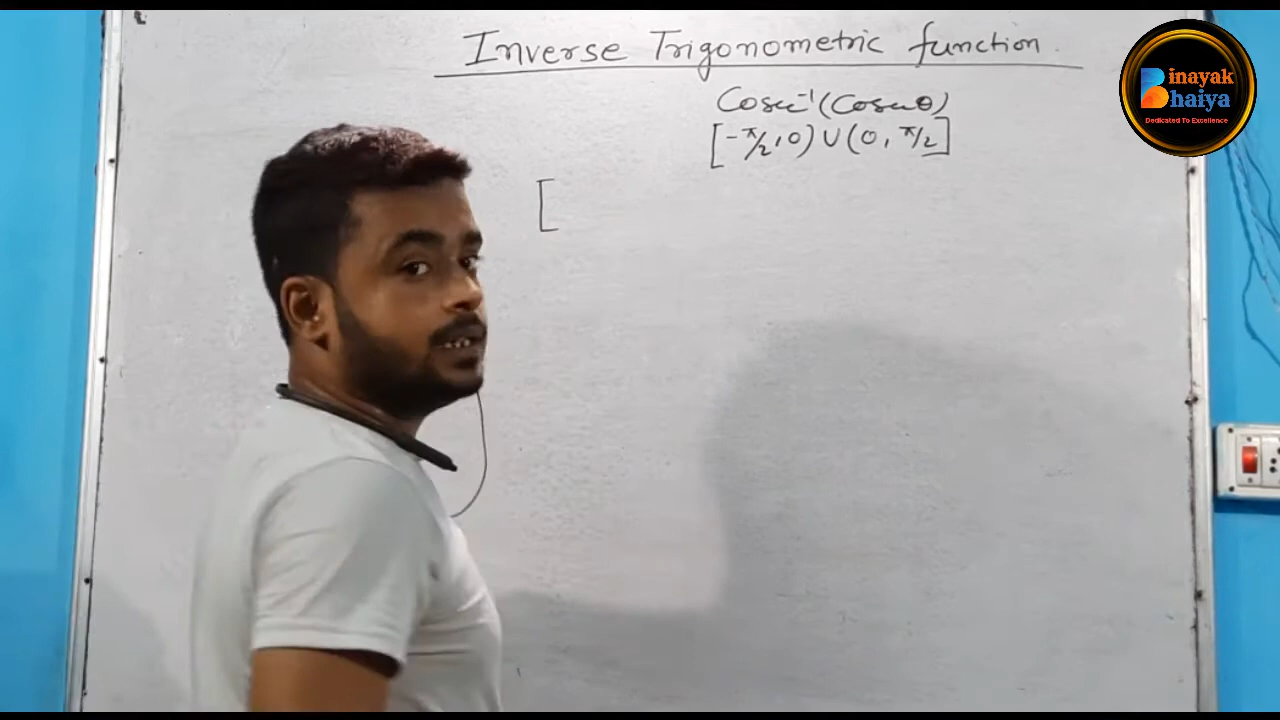 Inverse Trigonometric function.
Cosec⁻¹(Cosecθ)
[-π/2, 0) ∪ (0, π/2]
[
Binayak
Bhaiya
Dedicated To Excellence